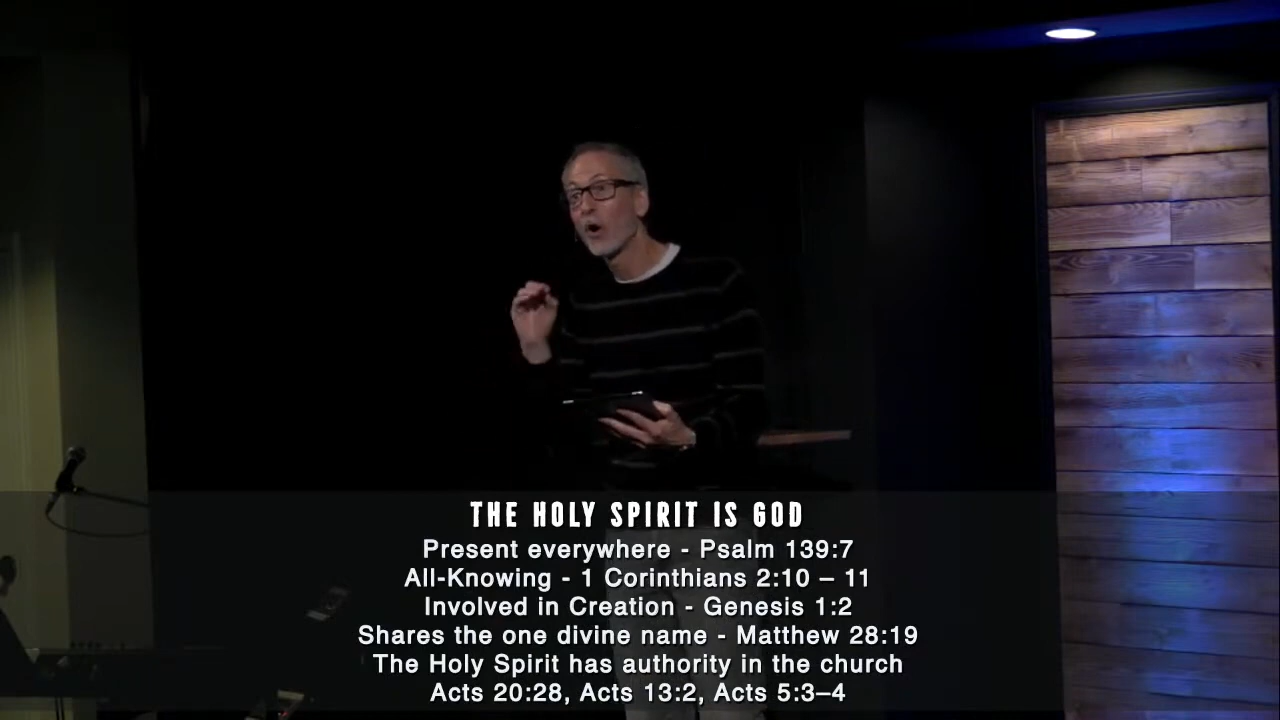 THE HOLY SPIRIT IS GOD
Present everywhere - Psalm 139:7
All-Knowing - 1 Corinthians 2:10 – 11
Involved in Creation - Genesis 1:2
Shares the one divine name - Matthew 28:19
The Holy Spirit has authority in the church
Acts 20:28, Acts 13:2, Acts 5:3–4